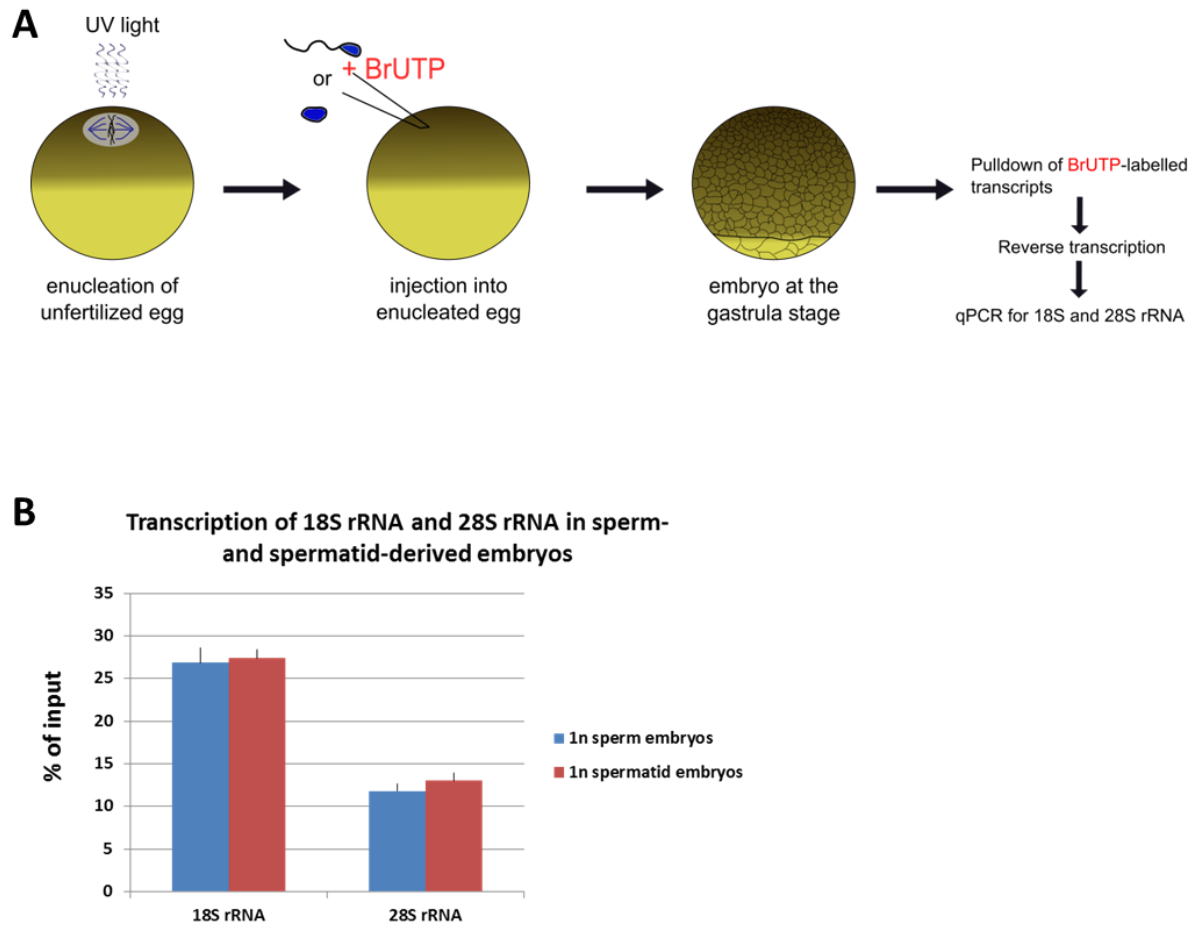 A
UV light
+ BrUTP
or
enucleation of
unfertilized egg
injection into
enucleated egg
embryo at the
gastrula stage
Pulldown of BrUTP-labelled
transcripts
Reverse transcription
qPCR for 18S and 28S rRNA
B
Transcription of 18S rRNA and 28S rRNA in sperm-
and spermatid-derived embryos
% of input
35
30
25
20
15
10
5
0
18S rRNA
28S rRNA
1n sperm embryos
1n spermatid embryos